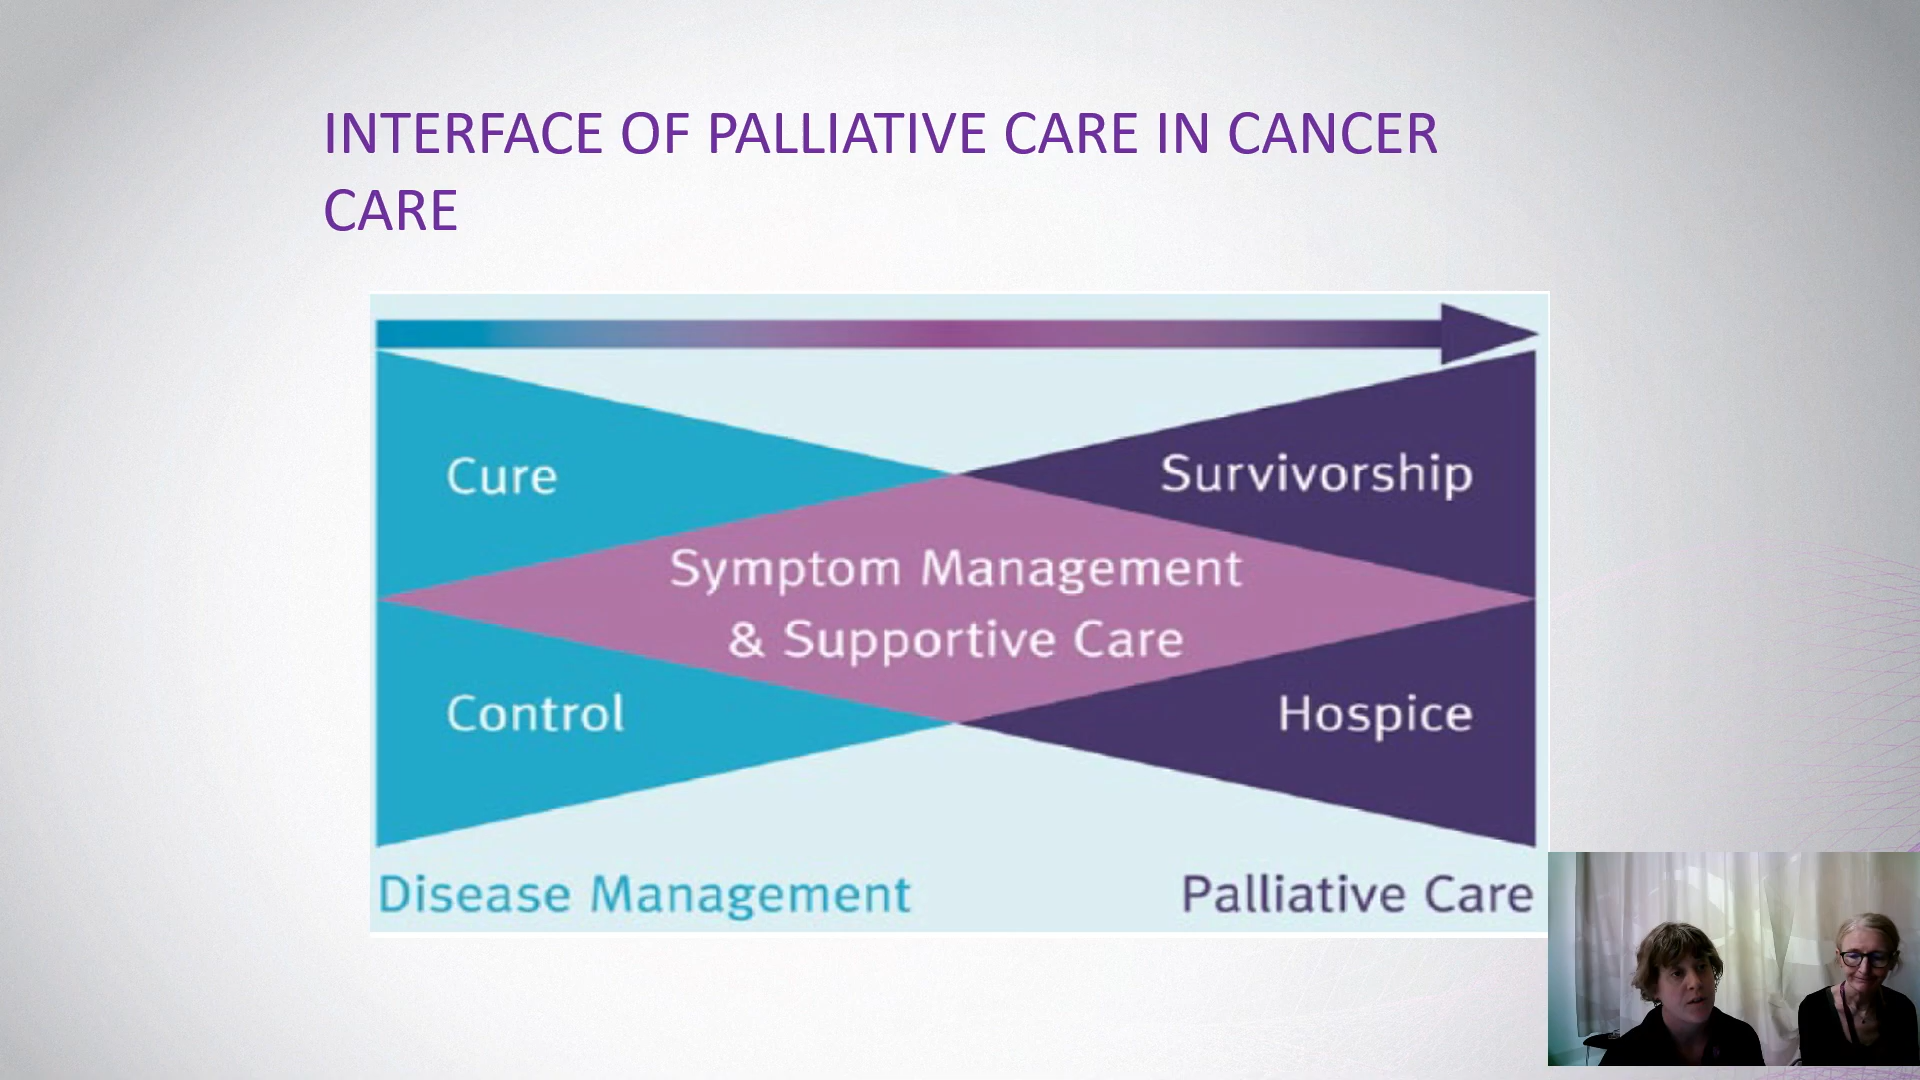 INTERFACE OF PALLIATIVE CARE IN CANCER
CARE
Cure
Survivorship
Symptom Management
& Supportive Care
Control
Hospice
Disease Management
Palliative Care